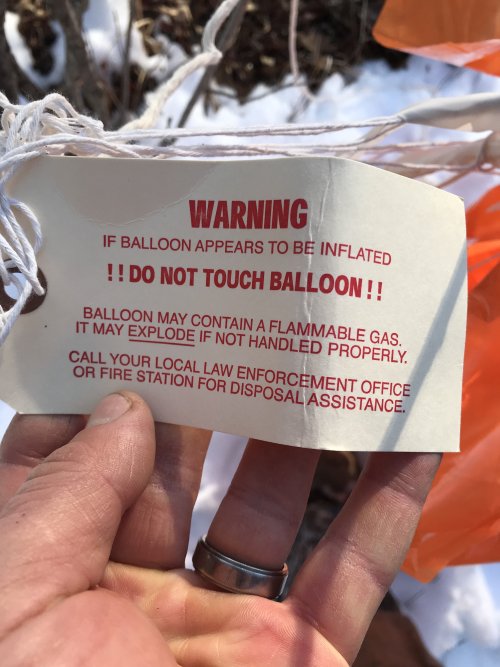 WARNING
IF BALLOON APPEARS TO BE INFLATED
!! DO NOT TOUCH BALLOON !!
BALLOON MAY CONTAIN A FLAMMABLE GAS.
IT MAY EXPLODE IF NOT HANDLED PROPERLY.
CALL YOUR LOCAL LAW ENFORCEMENT OFFICE
OR FIRE STATION FOR DISPOSAL ASSISTANCE.